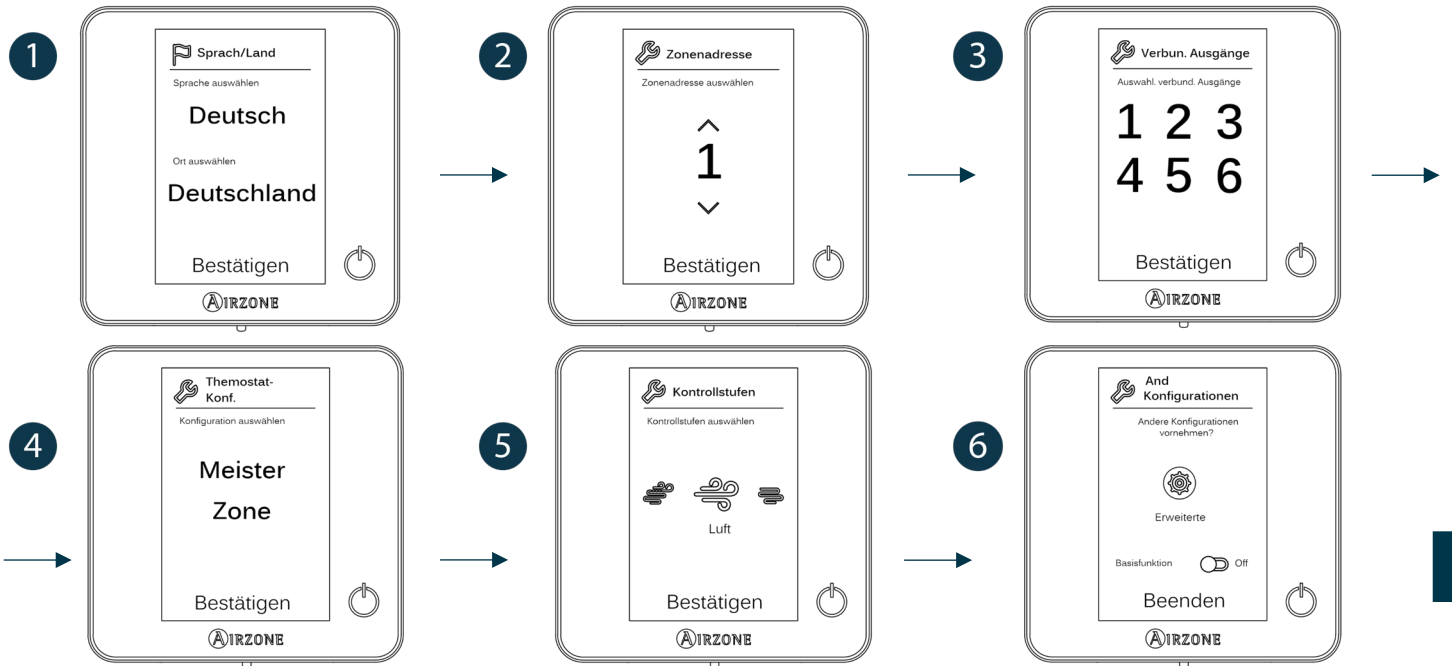 1
Sprach/Land
Sprache auswählen
Deutsch
Ort auswählen
Deutschland
Bestätigen
AIRZONE
2
Zonenadresse
Zonenadresse auswählen
1
Bestätigen
AIRZONE
3
Verbun. Ausgänge
Auswahl. verbund. Ausgänge
1 2 3
4 5 6
Bestätigen
AIRZONE
4
Themostat-
Konf.
Konfiguration auswählen
Meister
Zone
Bestätigen
AIRZONE
5
Kontrollstufen
Kontrollstufen auswählen
Luft
Bestätigen
AIRZONE
6
And
Konfigurationen
Andere Konfigurationen
vornehmen?
Erweiterte
Basisfunktion Off
Beenden
AIRZONE